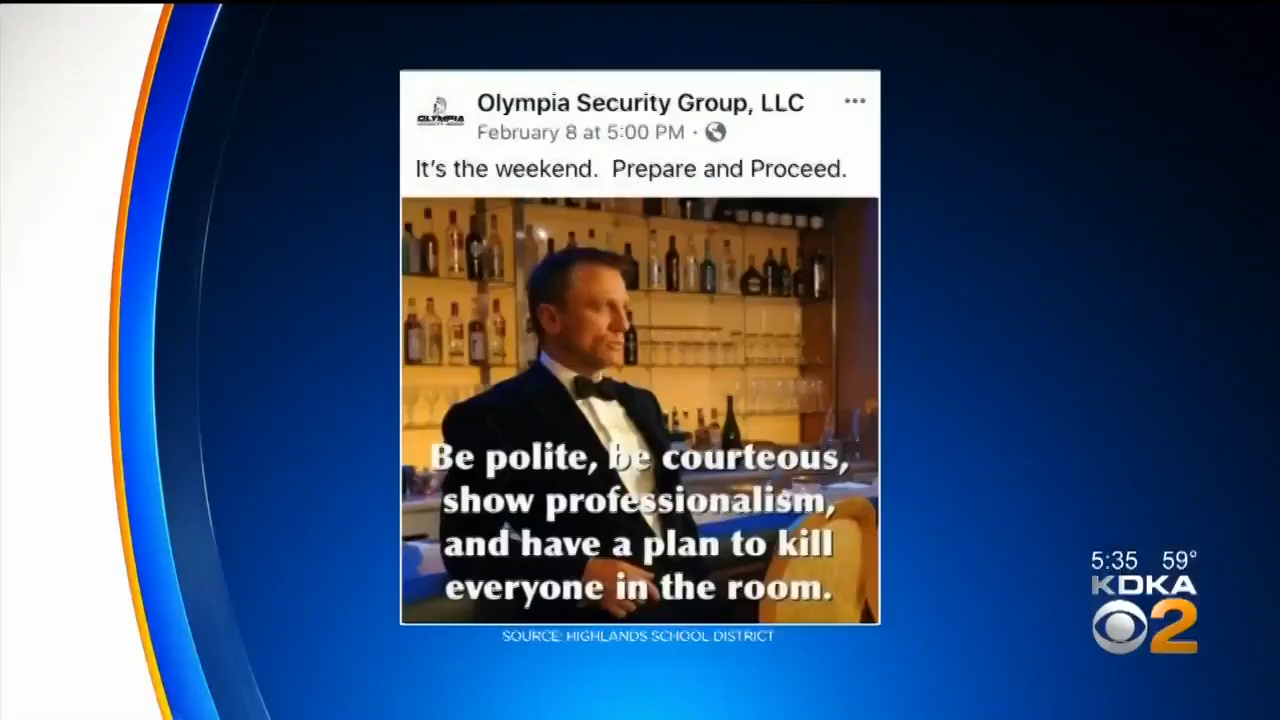 Olympia Security Group, LLC
OLYMPIA
February 8 at 5:00 PM ·
It's the weekend. Prepare and Proceed.
Be polite, be courteous,
show professionalism,
and have a plan to kill
everyone in the room.
SOURCE: HIGHLANDS SCHOOL DISTRICT
5:35 59°
KDKA
2